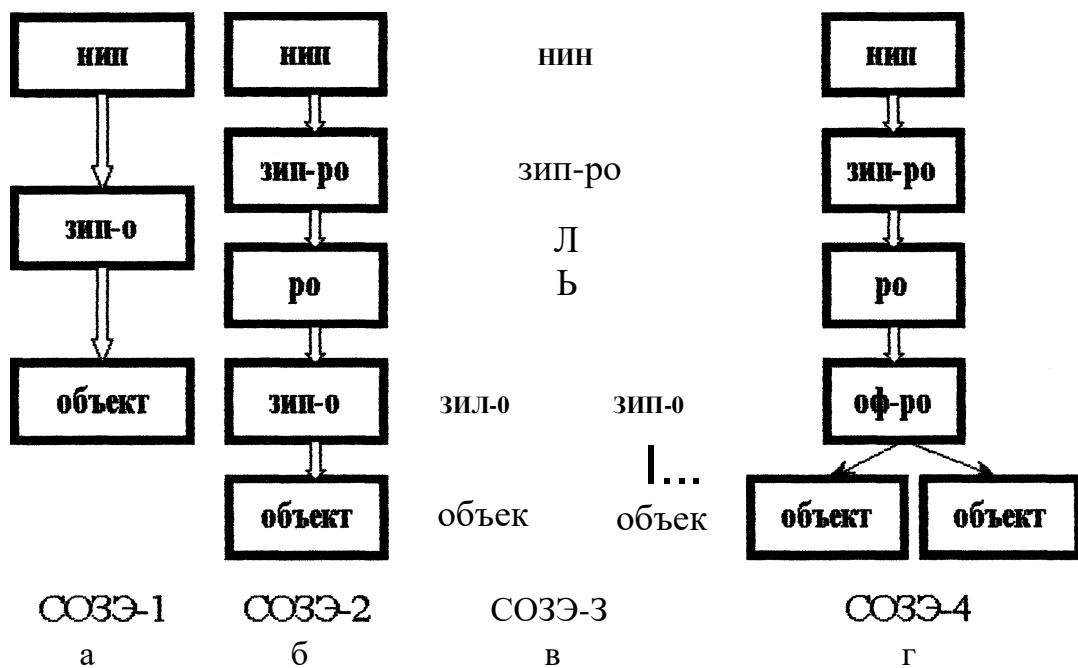 нип
зип-о
объект
СОЗЭ-1
а
нип
зип-ро
ро
зип-о
объект
СОЗЭ-2
б
НИН
зип-ро
Л
Ь
ЗИЛ-0 ЗИП-0
I...
объек объек
СОЗЭ-3
в
нип
зип-ро
ро
оф-ро
объект объект
СОЗЭ-4
г